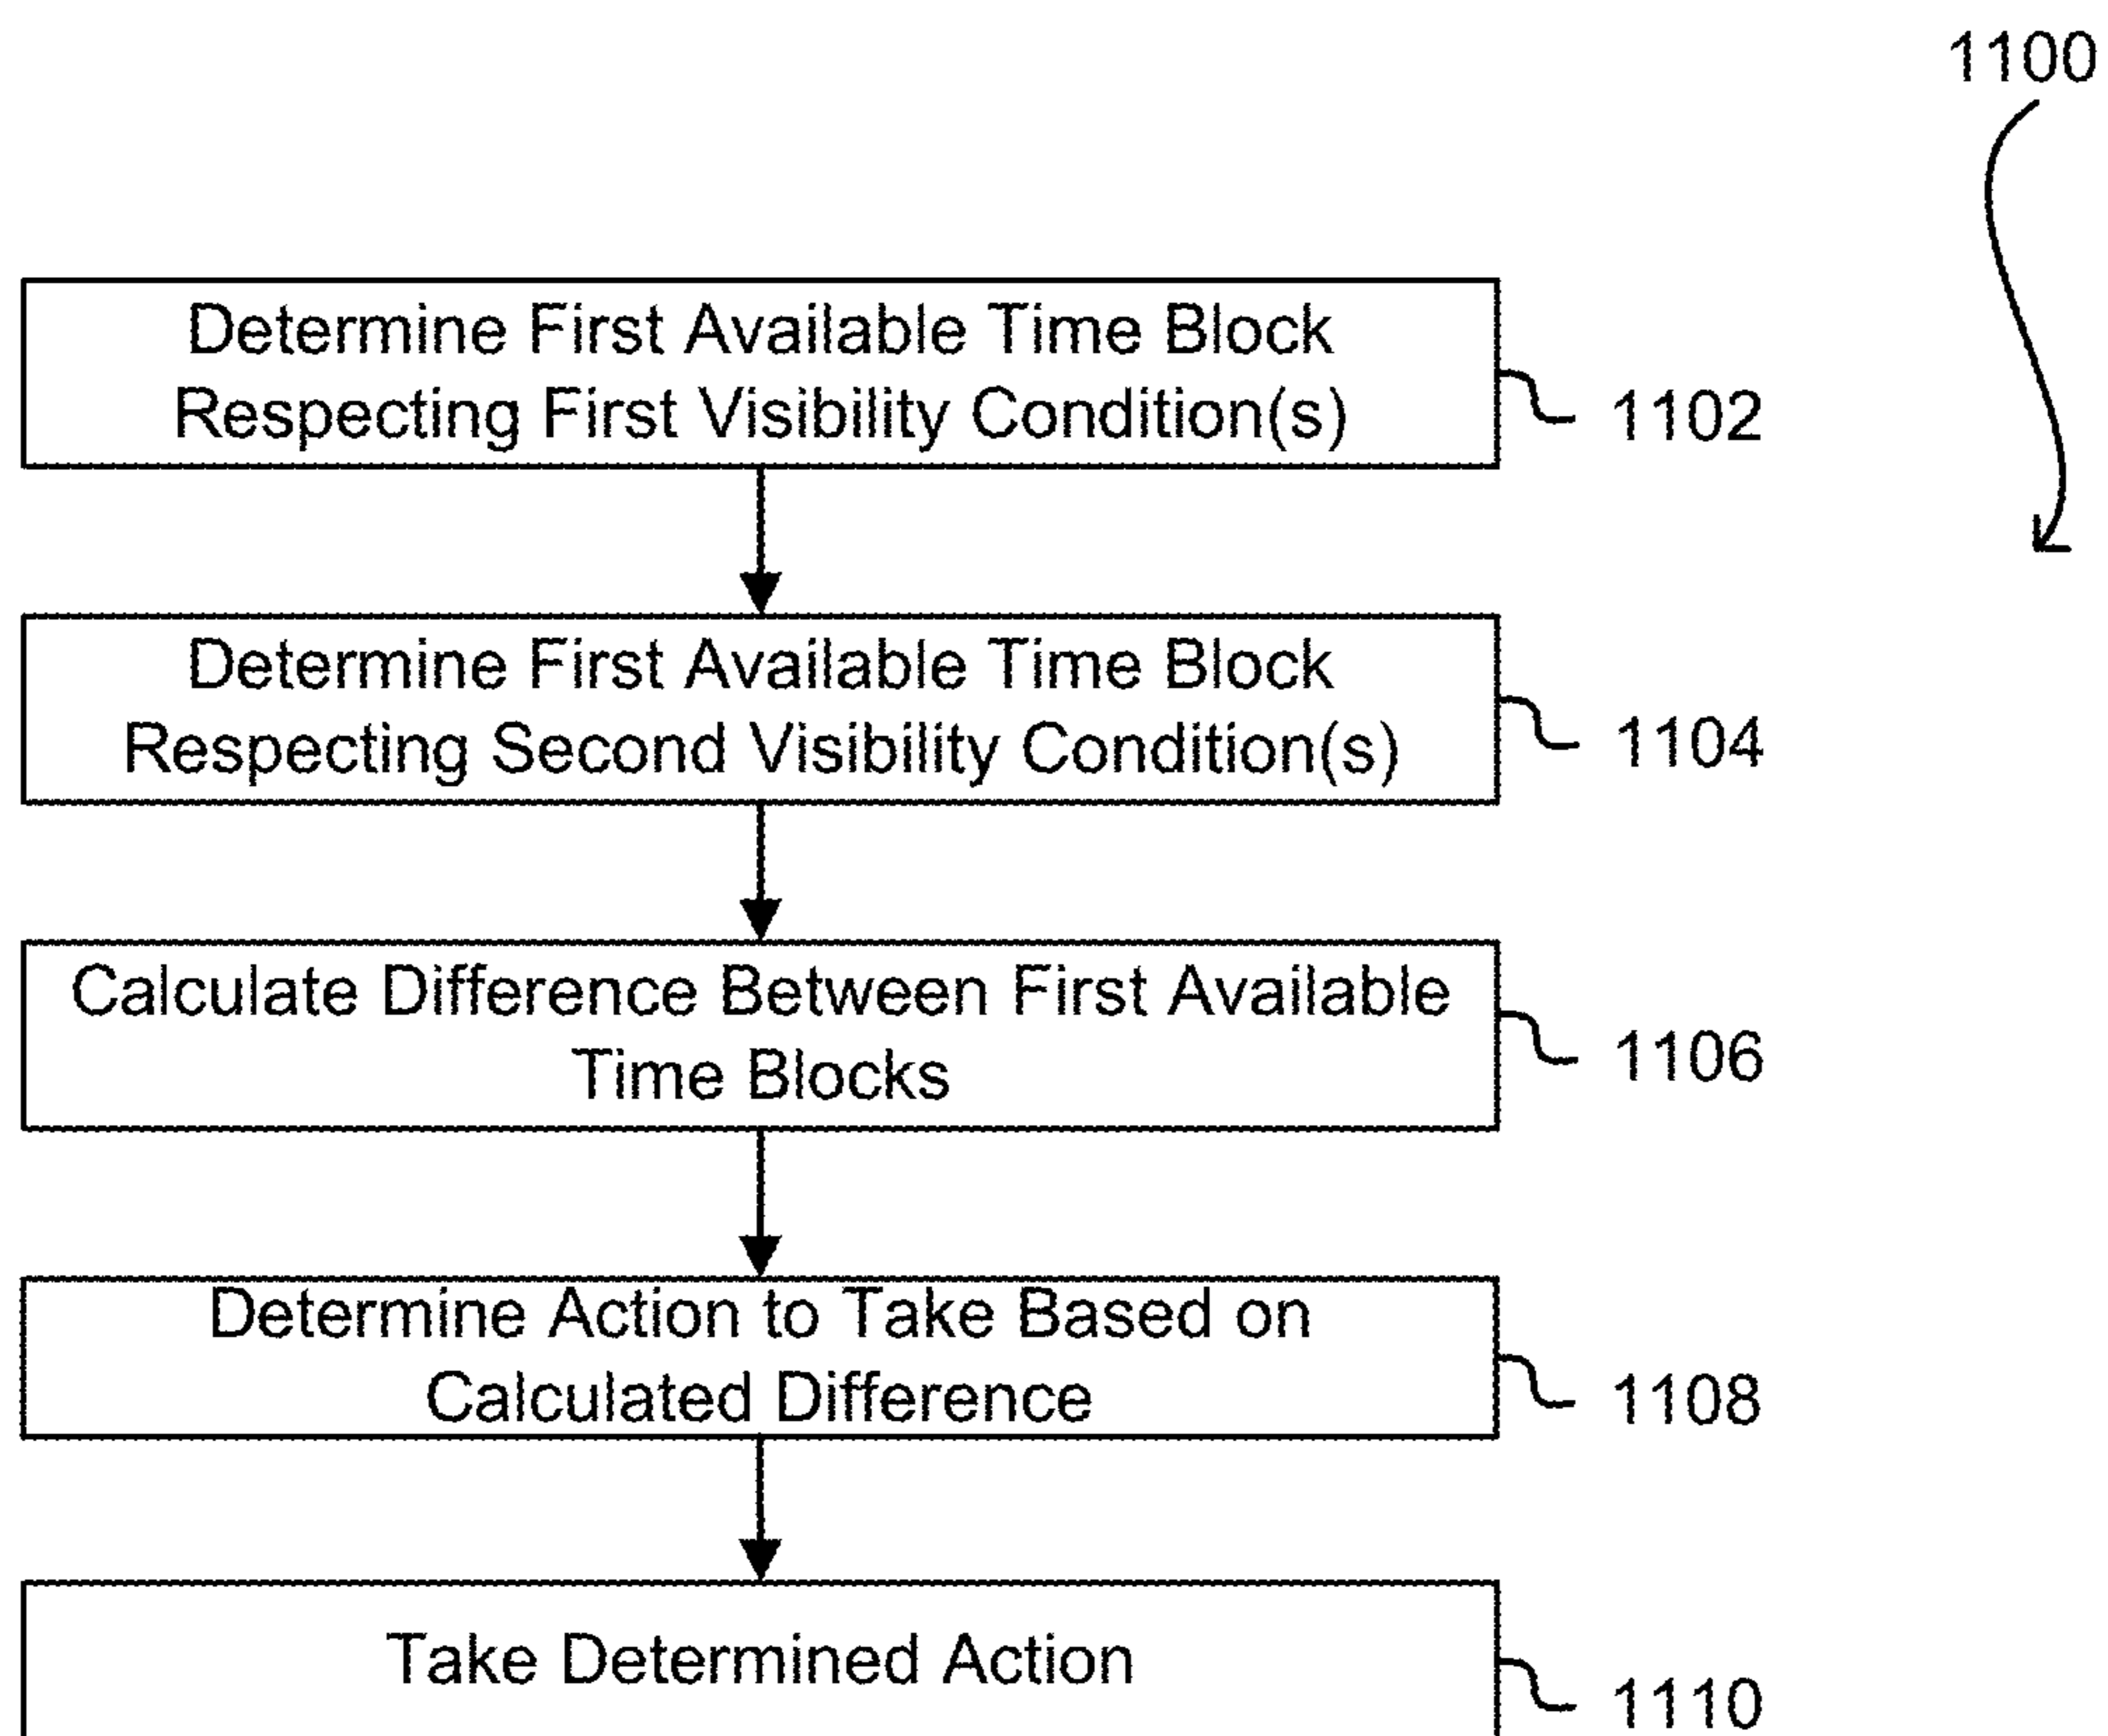 1100
Determine First Available Time Block
Respecting First Visibility Condition(s)
1102
Determine First Available Time Block
Respecting Second Visibility Condition(s)
1104
Calculate Difference Between First Available
Time Blocks
1106
Determine Action to Take Based on
Calculated Difference
1108
Take Determined Action
1110